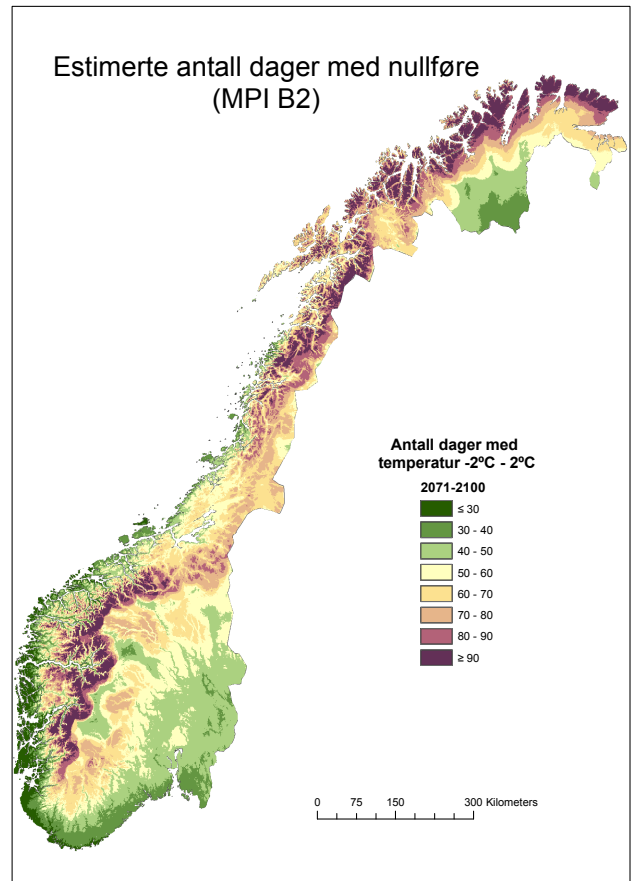 Estimerte antall dager med nullføre
(MPI B2)
Antall dager med
temperatur -2ºC - 2ºC
2071-2100
≤ 30
30 - 40
40 - 50
50 - 60
60 - 70
70 - 80
80 - 90
≥ 90
0 75 150 300 Kilometers